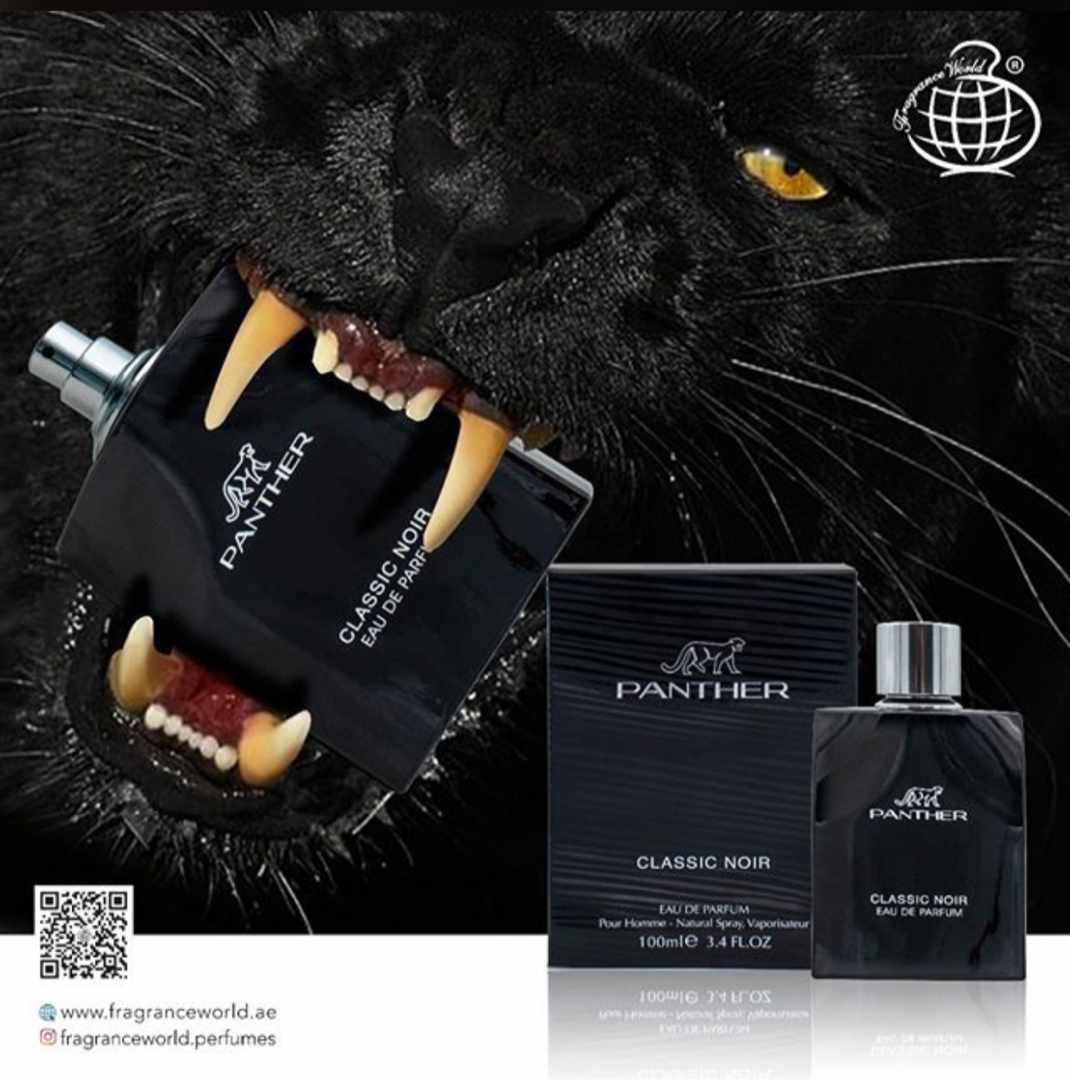 Fragrance World ®
PANTHER
CLASSIC NOIR
EAU DE PARF
PANTHER
CLASSIC NOIR
EAU DE PARFUM
Pour Homme - Natural Spray, Vaporisateur
100ml℮ 3.4 FL.OZ
PANTHER
CLASSIC NOIR
EAU DE PARFUM
www.fragranceworld.ae
fragranceworld.perfumes